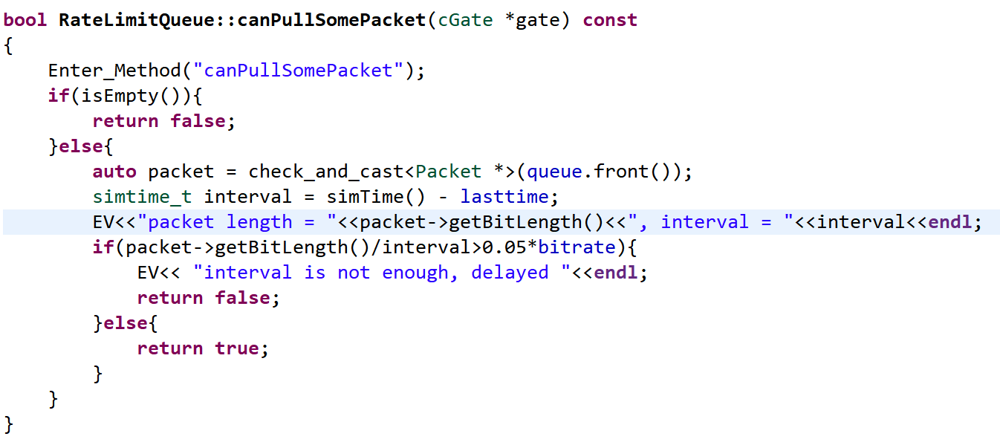 bool RateLimitQueue::canPullSomePacket(cGate *gate) const
{
    Enter_Method("canPullSomePacket");
    if(isEmpty()){
        return false;
    }else{
        auto packet = check_and_cast<Packet *>(queue.front());
        simtime_t interval = simTime() - lasttime;
        EV<<"packet length = "<<packet->getBitLength()<<", interval = "<<interval<<endl;
        if(packet->getBitLength()/interval>0.05*bitrate){
            EV<< "interval is not enough, delayed "<<endl;
            return false;
        }else{
            return true;
        }
    }
}